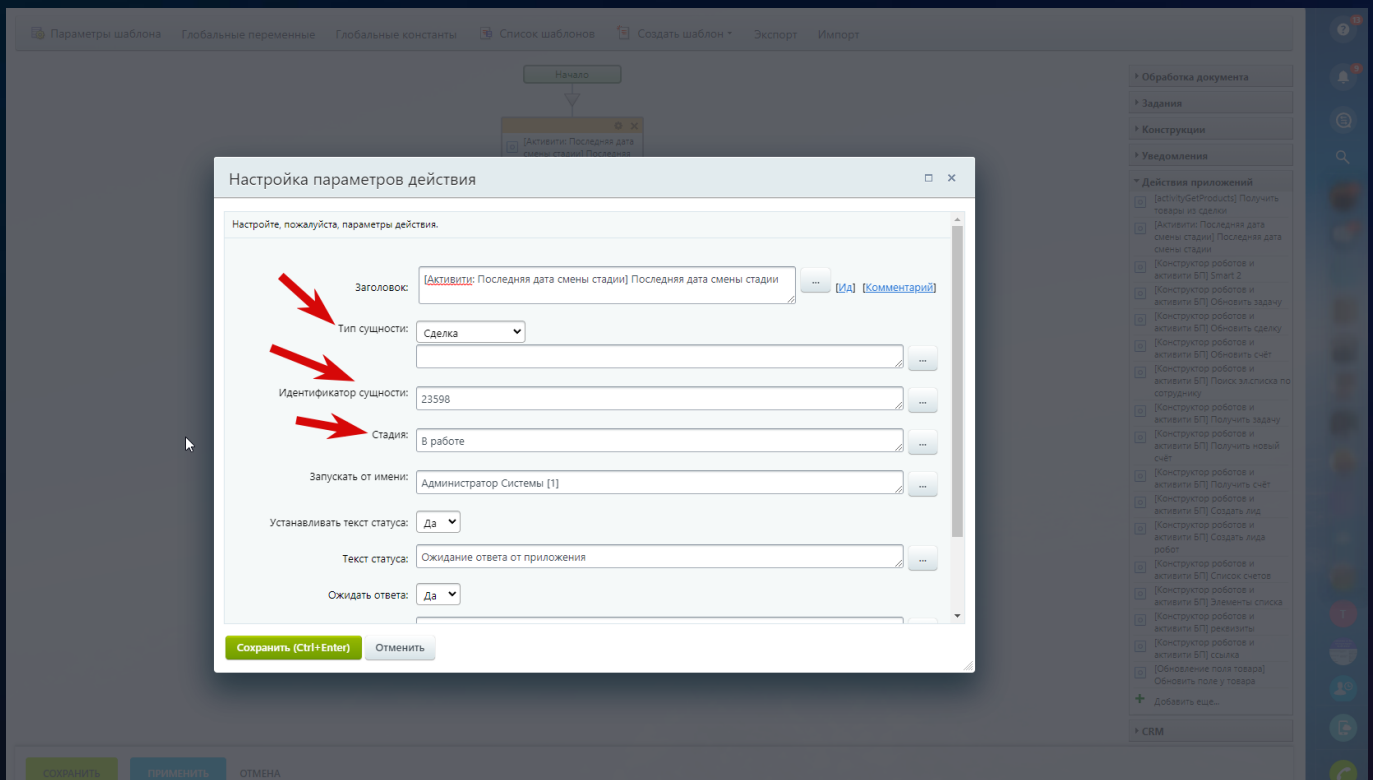 Параметры шаблона Глобальные переменные Глобальные константы Список шаблонов Создать шаблон Экспорт Импорт
33
Начало
[Активити: Последняя дата
смены стадии] Последняя
Настройка параметров действия
Настройте, пожалуйста, параметры действия.
Заголовок:
[Активити: Последняя дата смены стадии] Последняя дата смены стадии
...
[Ид] [Комментарий]
Тип сущности:
Сделка
...
Идентификатор сущности:
23598
...
Стадия:
В работе
...
Запускать от имени:
Администратор Системы [1]
...
Устанавливать текст статуса:
Да
Текст статуса:
Ожидание ответа от приложения
...
Ожидать ответа:
Да
Сохранить (Ctrl+Enter)
Отменить
Обработка документа
Задания
Конструкции
Уведомления
Действия приложений
[activityGetProducts] Получить
товары из сделки
[Активити: Последняя дата
смены стадии] Последняя дата
смены стадии
[Конструктор роботов и
активити БП] Smart 2
[Конструктор роботов и
активити БП] Обновить задачу
[Конструктор роботов и
активити БП] Обновить сделку
[Конструктор роботов и
активити БП] Обновить счёт
[Конструктор роботов и
активити БП] Поиск эл.списка по
сотруднику
[Конструктор роботов и
активити БП] Получить задачу
[Конструктор роботов и
активити БП] Получить новый
счёт
[Конструктор роботов и
активити БП] Получить счёт
[Конструктор роботов и
активити БП] Создать лид
[Конструктор роботов и
активити БП] Создать лида
робот
[Конструктор роботов и
активити БП] Список счетов
[Конструктор роботов и
активити БП] Элементы списка
[Конструктор роботов и
активити БП] реквизиты
[Конструктор роботов и
активити БП] ссылка
[Обновление поля товара]
Обновить поле у товара
Добавить еще...
CRM
СОХРАНИТЬ
ПРИМЕНИТЬ
ОТМЕНА